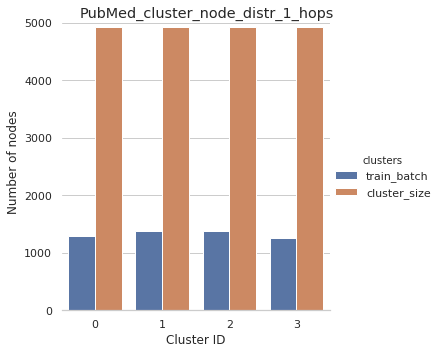 PubMed_cluster_node_distr_1_hops
5000
4000
3000
2000
1000
0
Number of nodes
0 1 2 3
Cluster ID
clusters
train_batch
cluster_size